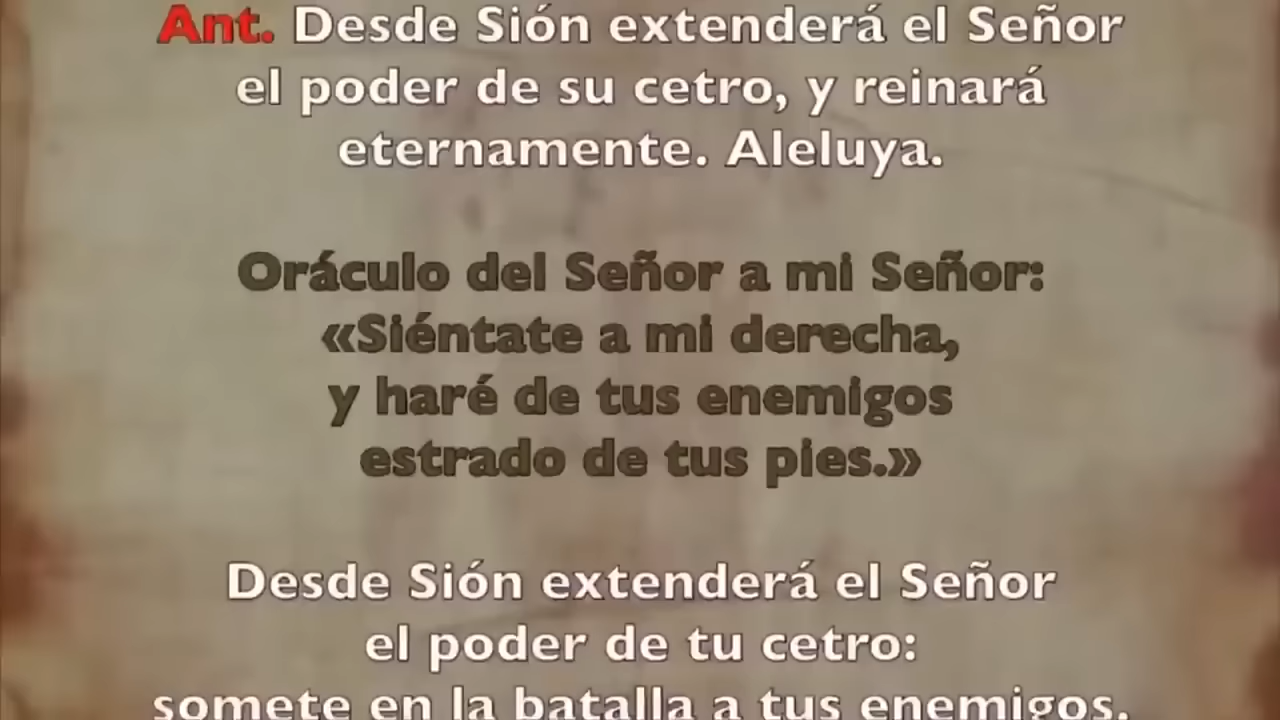 Ant. Desde Sión extenderá el Señor
el poder de su cetro, y reinará
eternamente. Aleluya.
Oráculo del Señor a mi Señor:
«Siéntate a mi derecha,
y haré de tus enemigos
estrado de tus pies.»
Desde Sión extenderá el Señor
el poder de tu cetro:
somete en la batalla a tus enemigos.